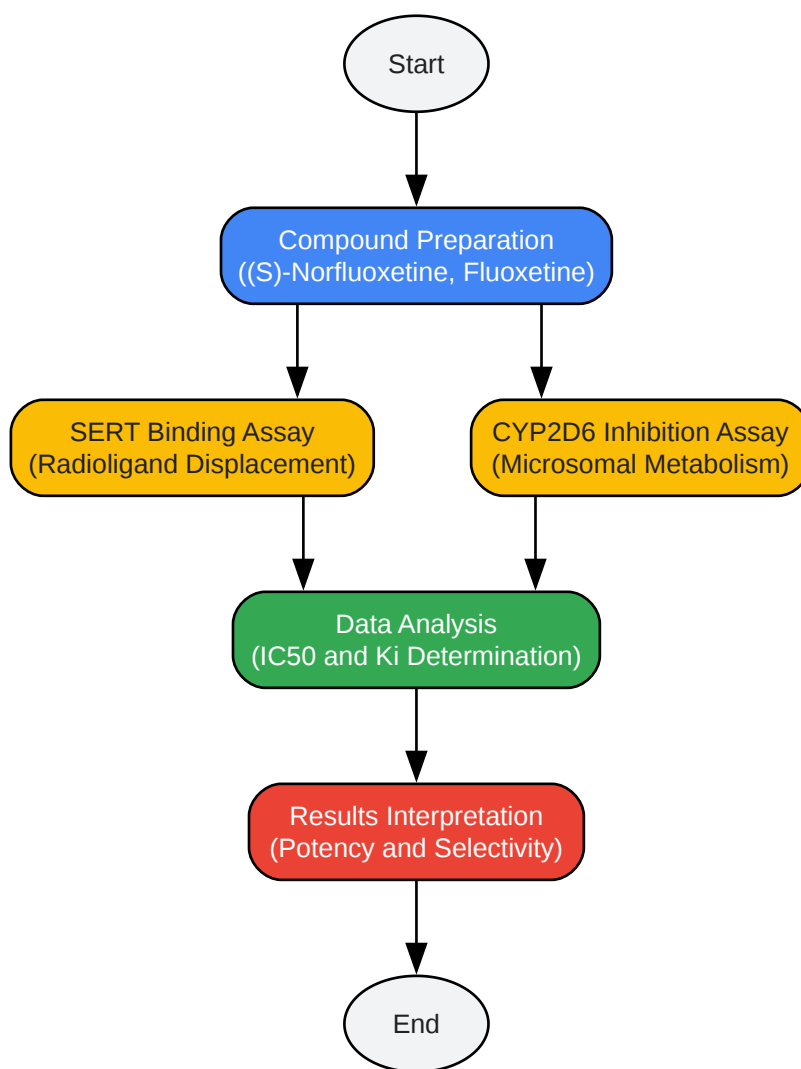 Start
Compound Preparation
((S)-Norfluoxetine, Fluoxetine)
SERT Binding Assay
(Radioligand Displacement)
CYP2D6 Inhibition Assay
(Microsomal Metabolism)
Data Analysis
(IC50 and Ki Determination)
Results Interpretation
(Potency and Selectivity)
End